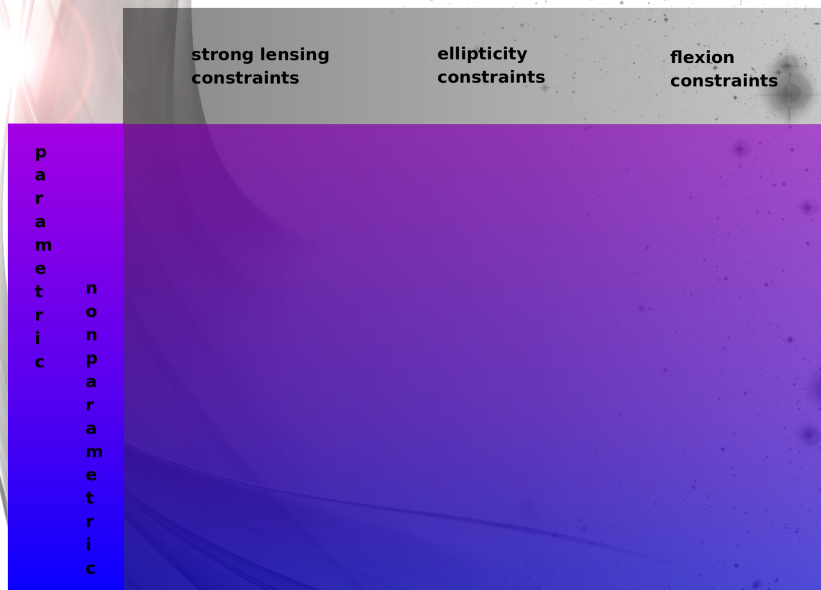 strong lensing
constraints
ellipticity
constraints
flexion
constraints
parametric
nonparametric